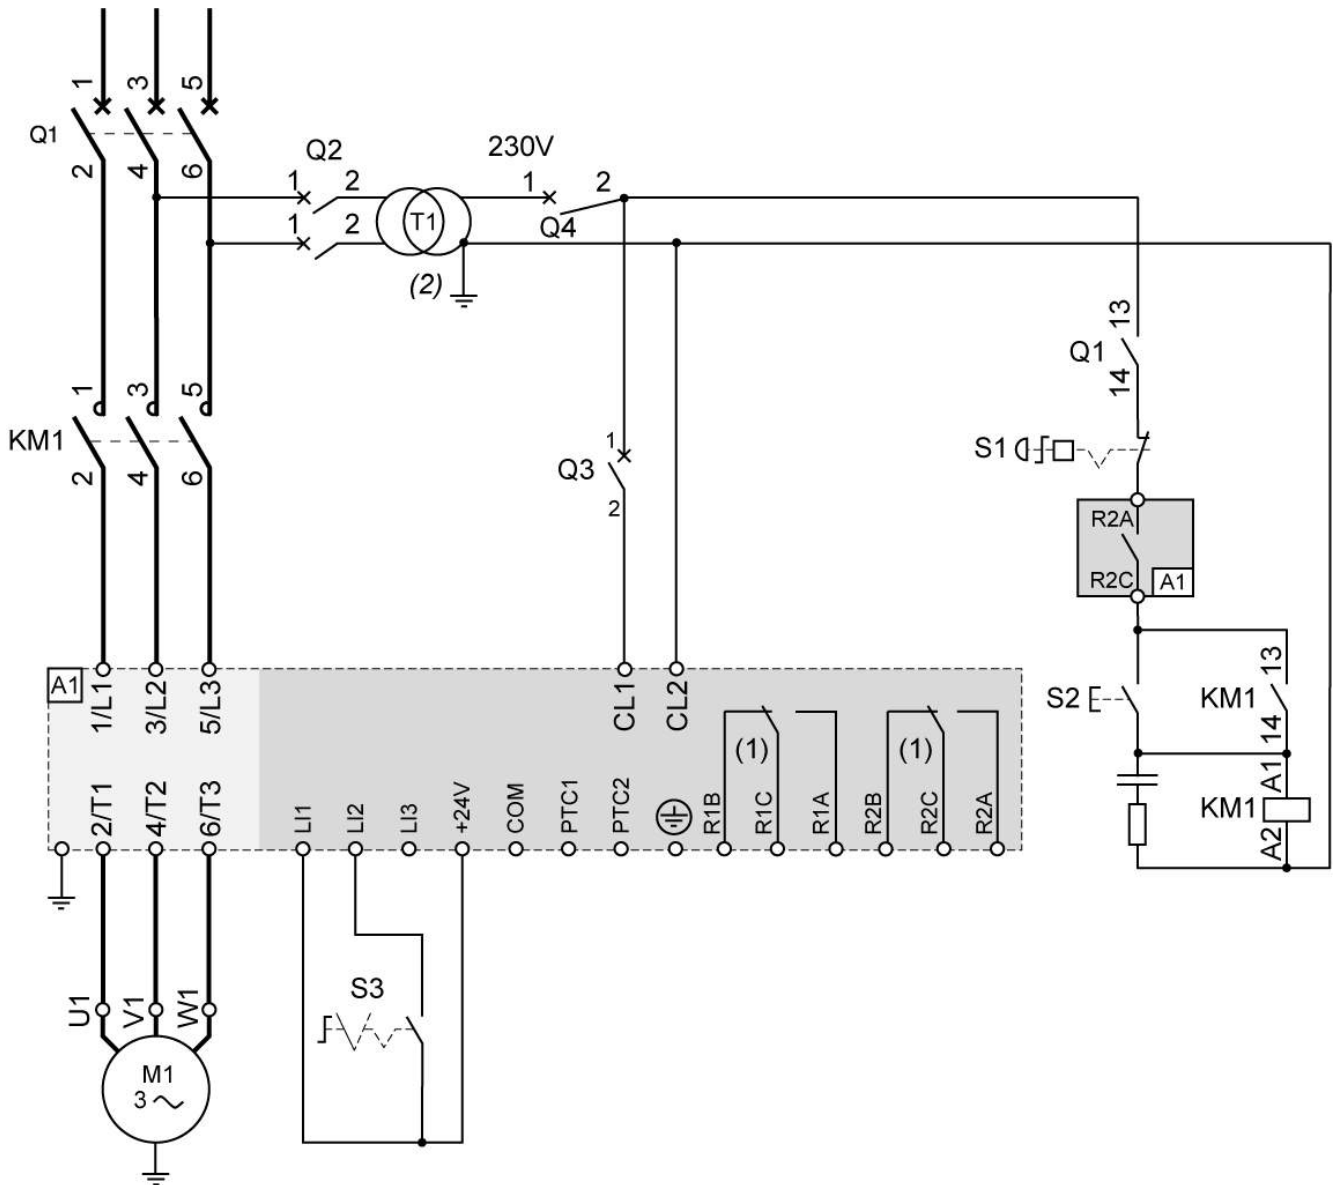 1 3 5
Q1
2 4 6
Q2
230V
1 2
1 2
T1
1 2
Q4
(2)
13
Q1
14
1 3 5
KM1
2 4 6
1
Q3
2
S1
R2A
R2C A1
A1 1/L1 3/L2 5/L3
CL1 CL2
S2
13
KM1
14
(1) (1)
2/T1 4/T2 6/T3
LI1 LI2 LI3 +24V COM PTC1 PTC2 R1B R1C R1A R2B R2C R2A
A1
KM1
A2
S3
U1 V1 W1
M1
3